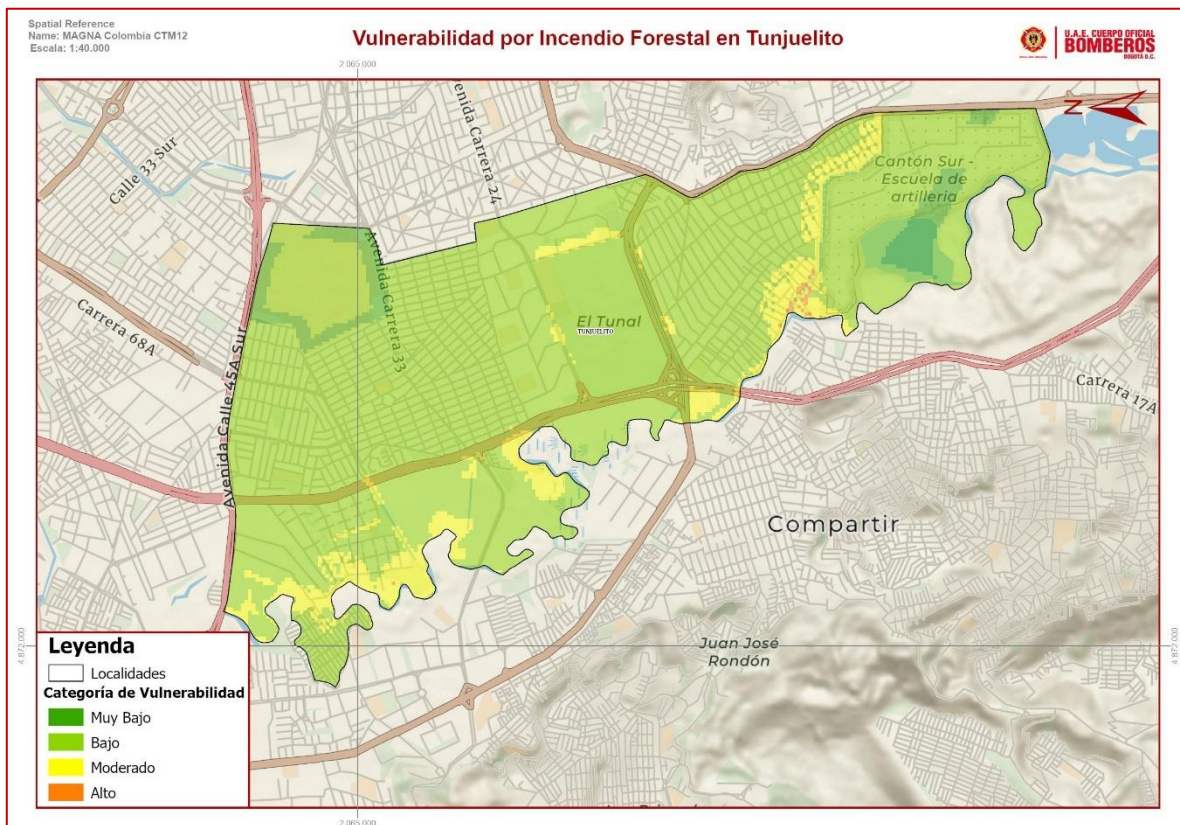 Spatial Reference
Name: MAGNA Colombia CTM12
Escala: 1:40.000
Vulnerabilidad por Incendio Forestal en Tunjuelito
U.A.E. CUERPO OFICIAL
BOMBEROS
BOGOTÁ D.C.
2.065.000
Z
Calle 33 Sur
Avenida Carrera 24
Cantón Sur -
Escuela de
artillería
Avenida Carrera 33
Carrera 68A
Avenida Calle 45A Sur
El Tunal
TUNJUELITO
Carrera 17A
Compartir
Juan José
Rondón
4.872.000
4.872.000
Leyenda
Localidades
Categoría de Vulnerabilidad
Muy Bajo
Bajo
Moderado
Alto
2.065.000